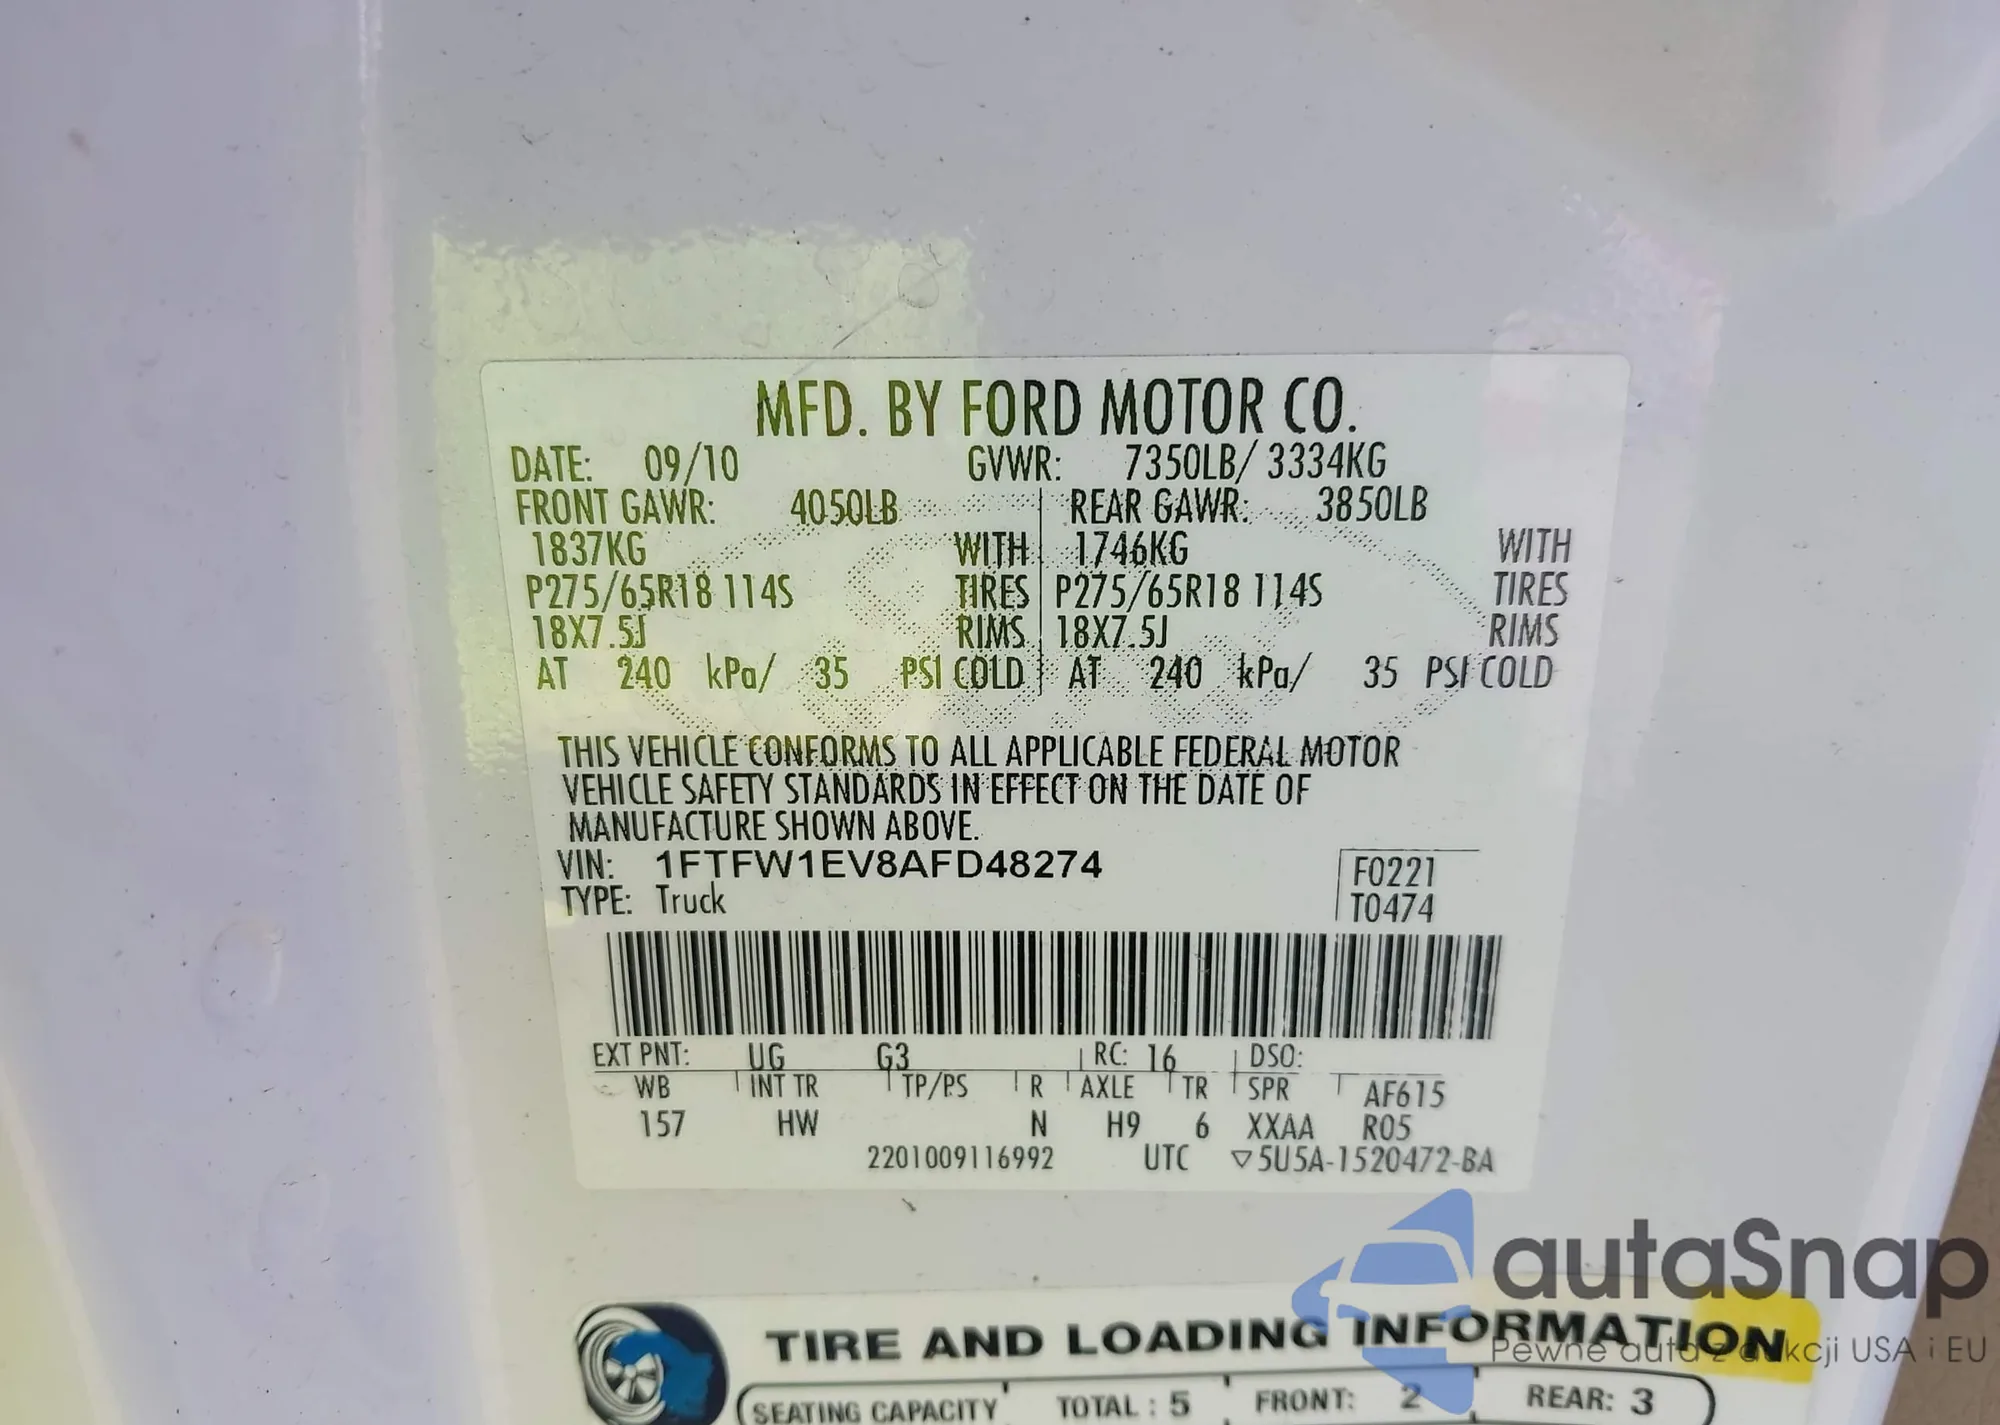 MFD. BY FORD MOTOR CO.
DATE: 09/10 GVWR: 7350LB/ 3334KG
FRONT GAWR: 4050LB REAR GAWR: 3850LB
1837KG WITH 1746KG WITH
P275/65R18 114S TIRES P275/65R18 114S TIRES
18X7.5J RIMS 18X7.5J RIMS
AT 240 kPa/ 35 PSI COLD AT 240 kPa/ 35 PSI COLD
THIS VEHICLE CONFORMS TO ALL APPLICABLE FEDERAL MOTOR
VEHICLE SAFETY STANDARDS IN EFFECT ON THE DATE OF
MANUFACTURE SHOWN ABOVE.
VIN: 1FTFW1EV8AFD48274 F0221
TYPE: Truck T0474
EXT PNT: UG G3 RC: 16 DSO:
WB INT TR TP/PS R AXLE TR SPR AF615
157 HW N H9 6 XXAA R05
2201009116992 UTC ▽5U5A-1520472-BA
autaSnap
Pewne auta z aukcji USA i EU
TIRE AND LOADING INFORMATION
SEATING CAPACITY TOTAL : 5 FRONT: 2 REAR: 3